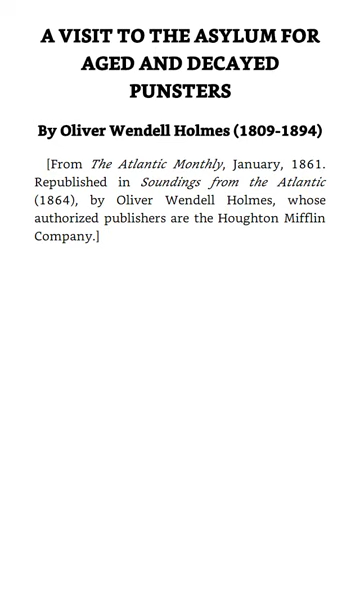 A VISIT TO THE ASYLUM FOR
AGED AND DECAYED
PUNSTERS
By Oliver Wendell Holmes (1809-1894)
[From The Atlantic Monthly, January, 1861.
Republished in Soundings from the Atlantic
(1864), by Oliver Wendell Holmes, whose
authorized publishers are the Houghton Mifflin
Company.]